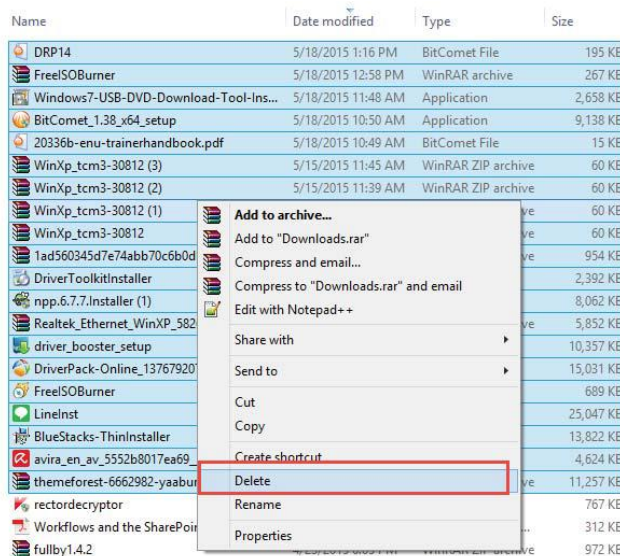 Name Date modified Type Size
DRP14 5/18/2015 1:16 PM BitComet File 195 KB
FreeISOBurner 5/18/2015 12:58 PM WinRAR archive 267 KB
Windows7-USB-DVD-Download-Tool-Ins... 5/18/2015 11:48 AM Application 2,658 KB
BitComet_1.38_x64_setup 5/18/2015 10:50 AM Application 9,138 KB
20336b-enu-trainerhandbook.pdf 5/18/2015 10:49 AM BitComet File 15 KB
WinXp_tcm3-30812 (3) 5/15/2015 11:45 AM WinRAR ZIP archive 60 KB
WinXp_tcm3-30812 (2) 5/15/2015 11:39 AM WinRAR ZIP archive 60 KB
WinXp_tcm3-30812 (1) ve 60 KB
WinXp_tcm3-30812 ve 60 KB
1ad560345d7e74abb70c6b0d ve 954 KB
DriverToolkitInstaller 2,392 KB
npp.6.7.7.Installer (1) 8,062 KB
Realtek_Ethernet_WinXP_582 ve 5,852 KB
driver_booster_setup 10,357 KB
DriverPack-Online_13767920 15,031 KB
FreeISOBurner 689 KB
LineInst 25,047 KB
BlueStacks-ThinInstaller 13,822 KB
avira_en_av_5552b8017ea69_ 4,624 KB
themeforest-6662982-yaabur ve 11,257 KB
rectordecryptor 767 KB
Workflows and the SharePoin ... 312 KB
fullby1.4.2 972 KB
Add to archive...
Add to "Downloads.rar"
Compress and email...
Compress to "Downloads.rar" and email
Edit with Notepad++
Share with
Send to
Cut
Copy
Create shortcut
Delete
Rename
Properties